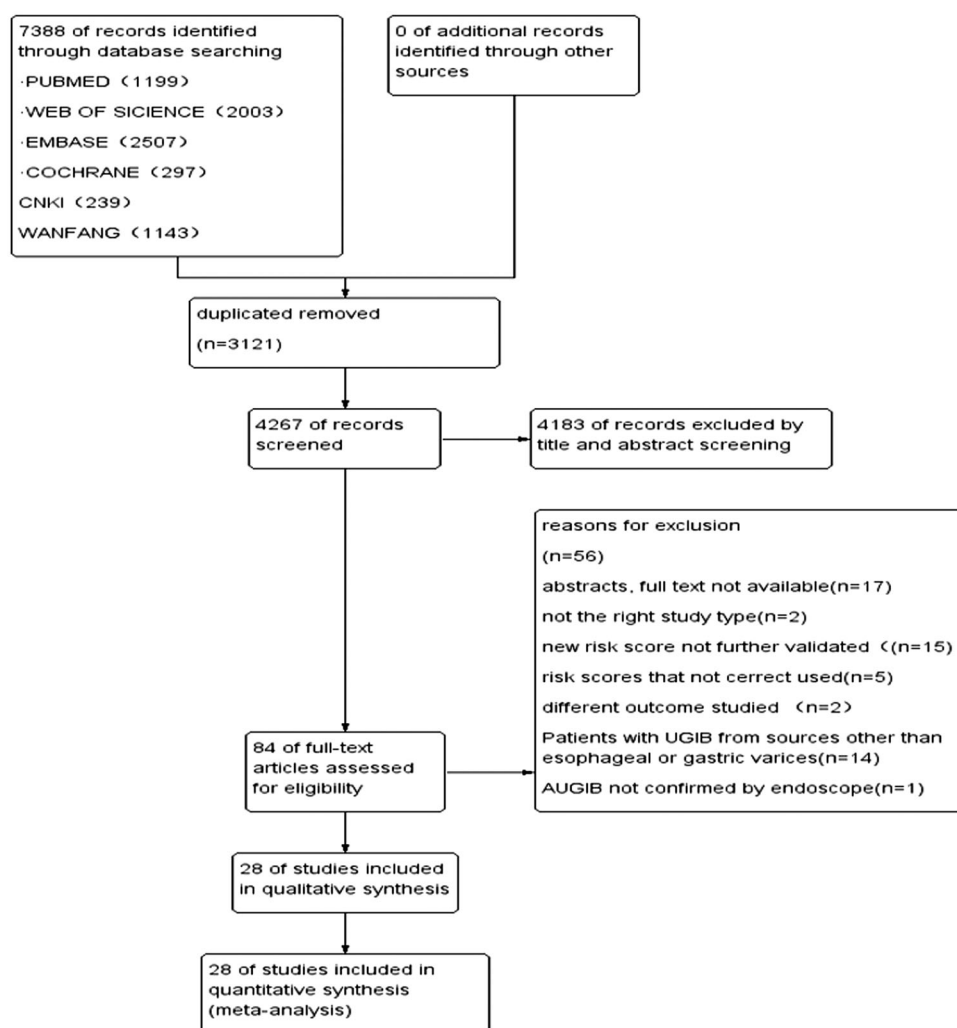 7388 of records identified
through database searching
·PUBMED（1199）
·WEB OF SICIENCE（2003）
·EMBASE（2507）
·COCHRANE（297）
CNKI（239）
WANFANG（1143）
0 of additional records
identified through other
sources
duplicated removed
(n=3121)
4267 of records
screened
4183 of records excluded by
title and abstract screening
reasons for exclusion
(n=56)
abstracts, full text not available(n=17)
not the right study type(n=2)
new risk score not further validated（(n=15)
risk scores that not cerrect used(n=5)
different outcome studied （n=2）
Patients with UGIB from sources other than
esophageal or gastric varices(n=14)
AUGIB not confirmed by endoscope(n=1)
84 of full-text
articles assessed
for eligibility
28 of studies included
in qualitative synthesis
28 of studies included in
quantitative synthesis
(meta-analysis)